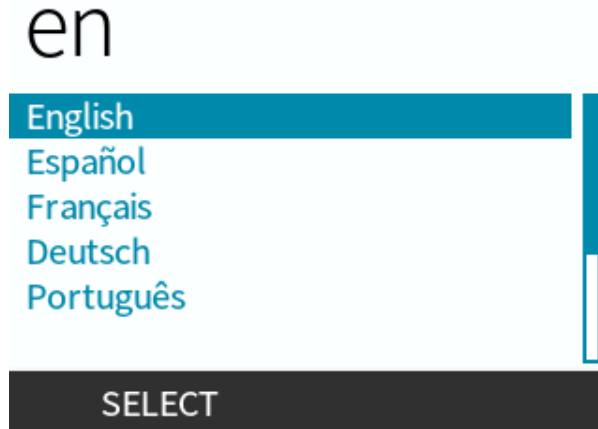 en
English
Español
Français
Deutsch
Português
SELECT